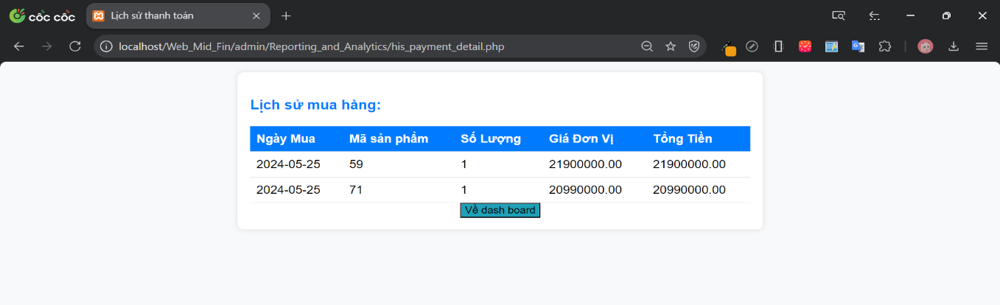 cốc cốc
Lịch sử thanh toán
localhost/Web_Mid_Fin/admin/Reporting_and_Analytics/his_payment_detail.php
Lịch sử mua hàng:
Ngày Mua Mã sản phẩm Số Lượng Giá Đơn Vị Tổng Tiền
2024-05-25 59 1 21900000.00 21900000.00
2024-05-25 71 1 20990000.00 20990000.00
Về dash board